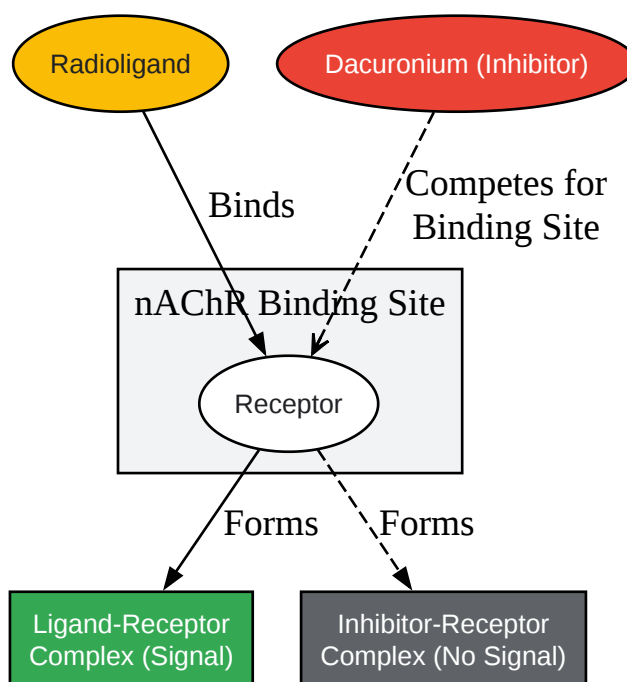 Radioligand
Dacuronium (Inhibitor)
Binds
Competes for
Binding Site
nAChR Binding Site
Receptor
Forms
Forms
Ligand-Receptor
Complex (Signal)
Inhibitor-Receptor
Complex (No Signal)